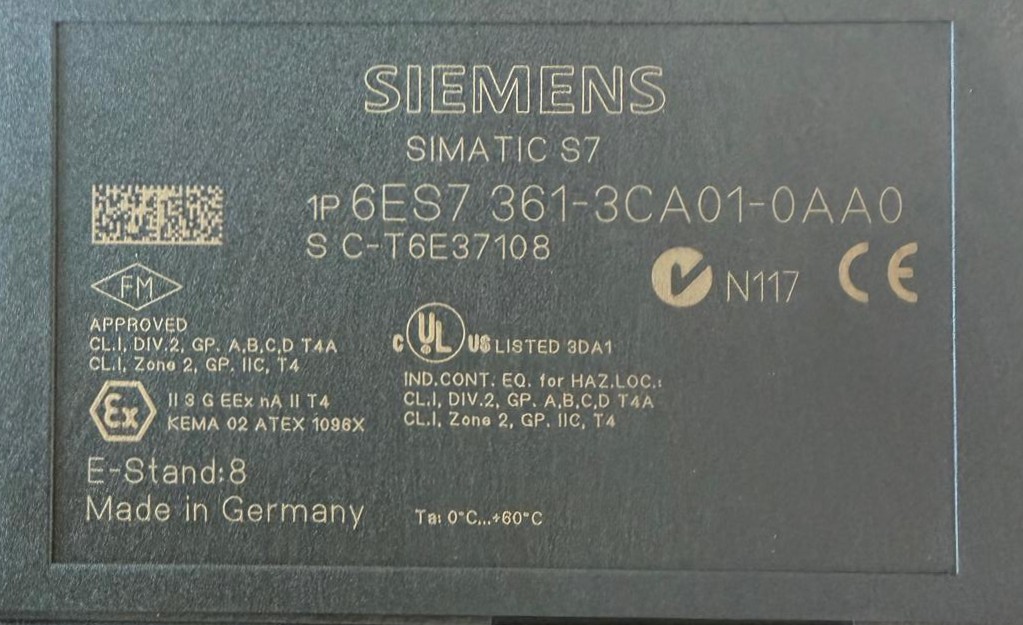 SIEMENS
SIMATIC S7
1P 6ES7 361-3CA01-0AA0
S C-T6E37108
N117 CE
FM
APPROVED
CL.I, DIV.2, GP. A,B,C,D T4A
CL.I, Zone 2, GP. IIC, T4
c UL US LISTED 3DA1
IND.CONT. EQ. for HAZ.LOC.:
CL.I, DIV.2, GP. A,B,C,D T4A
CL.I, Zone 2, GP. IIC, T4
Ex II 3 G EEx nA II T4
KEMA 02 ATEX 1096X
E-Stand:8
Made in Germany
Ta: 0°C...+60°C